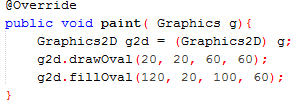 @Override
public void paint( Graphics g){
    Graphics2D g2d = (Graphics2D) g;
    g2d.drawOval(20, 20, 60, 60);
    g2d.fillOval(120, 20, 100, 60);
}